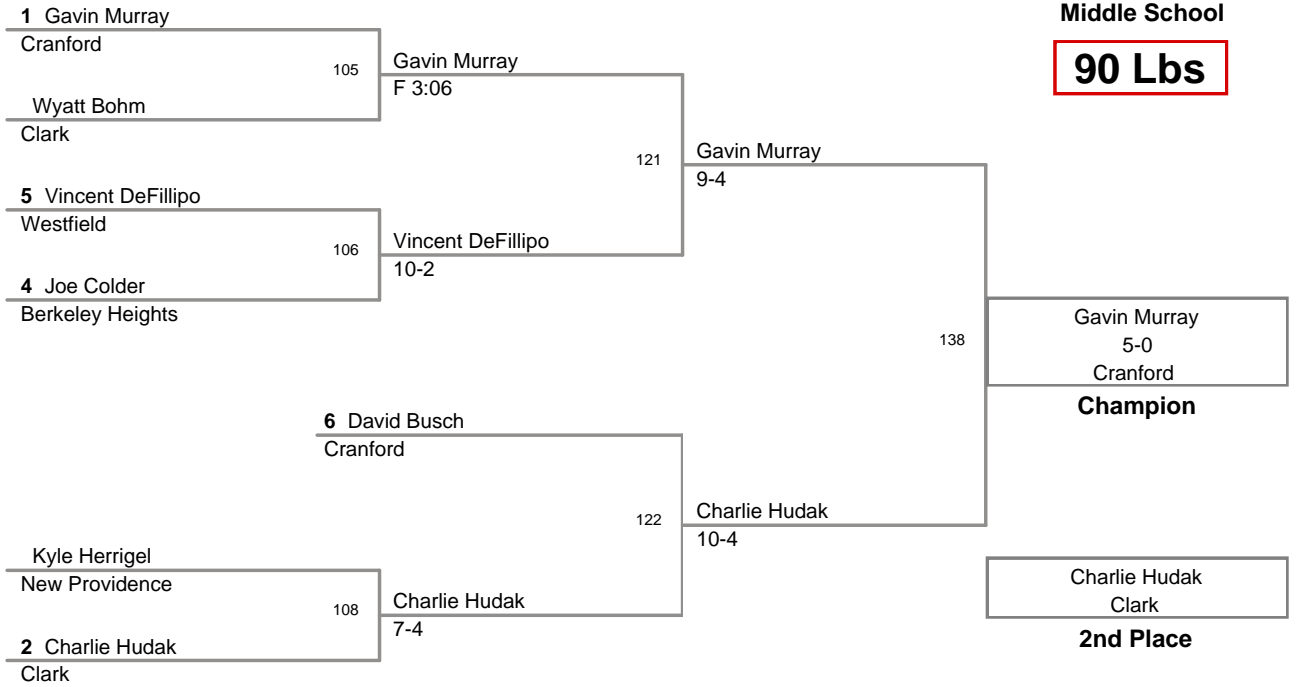 Middle School
90 Lbs
1 Gavin Murray
Cranford
105
Wyatt Bohm
Clark
Gavin Murray
F 3:06
5 Vincent DeFillipo
Westfield
106
4 Joe Colder
Berkeley Heights
Vincent DeFillipo
10-2
121
Gavin Murray
9-4
6 David Busch
Cranford
Kyle Herrigel
New Providence
108
2 Charlie Hudak
Clark
Charlie Hudak
7-4
122
Charlie Hudak
10-4
138
Gavin Murray
5-0
Cranford
Champion
Charlie Hudak
Clark
2nd Place